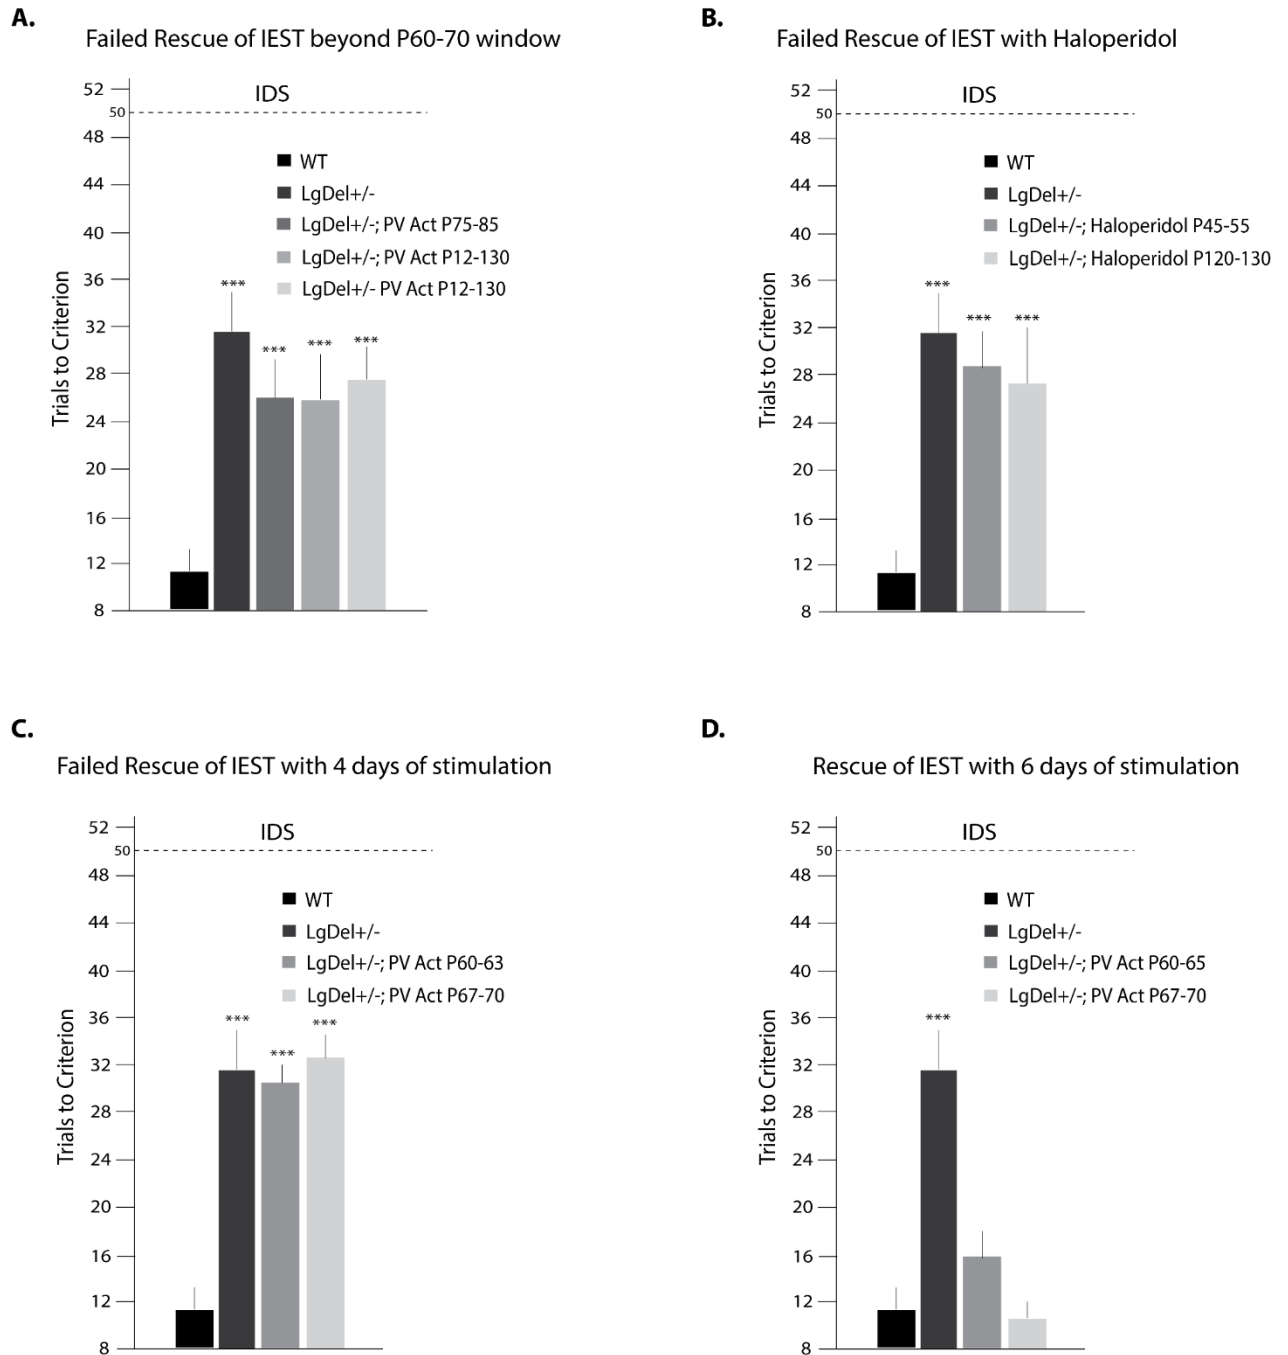 A.
Failed Rescue of IEST beyond P60-70 window
IDS
52
50
48
44
40
36
32
28
24
20
16
12
8
Trials to Criterion
WT
LgDel+/-
LgDel+/-; PV Act P75-85
LgDel+/-; PV Act P12-130
LgDel+/- PV Act P12-130
***
***
***
***
B.
Failed Rescue of IEST with Haloperidol
IDS
52
50
48
44
40
36
32
28
24
20
16
12
8
Trials to Criterion
WT
LgDel+/-
LgDel+/-; Haloperidol P45-55
LgDel+/-; Haloperidol P120-130
***
***
***
C.
Failed Rescue of IEST with 4 days of stimulation
IDS
52
50
48
44
40
36
32
28
24
20
16
12
8
Trials to Criterion
WT
LgDel+/-
LgDel+/-; PV Act P60-63
LgDel+/-; PV Act P67-70
***
***
***
D.
Rescue of IEST with 6 days of stimulation
IDS
52
50
48
44
40
36
32
28
24
20
16
12
8
Trials to Criterion
WT
LgDel+/-
LgDel+/-; PV Act P60-65
LgDel+/-; PV Act P67-70
***